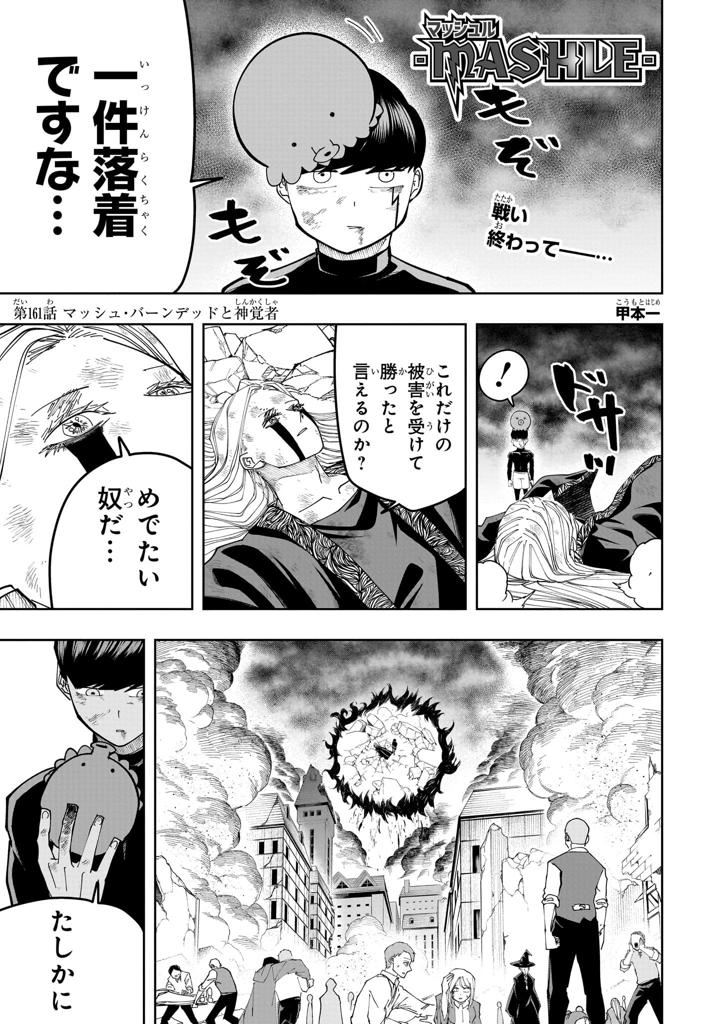 マッシュル
-MASHLE-
もぞ
もぞ
戦い
終わって――…
一件落着
ですな…
第161話 マッシュ・バーンデッドと神覚者
甲本一
ドサッ
！
これだけの
被害を受けて
勝ったと
言えるのか？
めでたい
奴だ…
たしかに